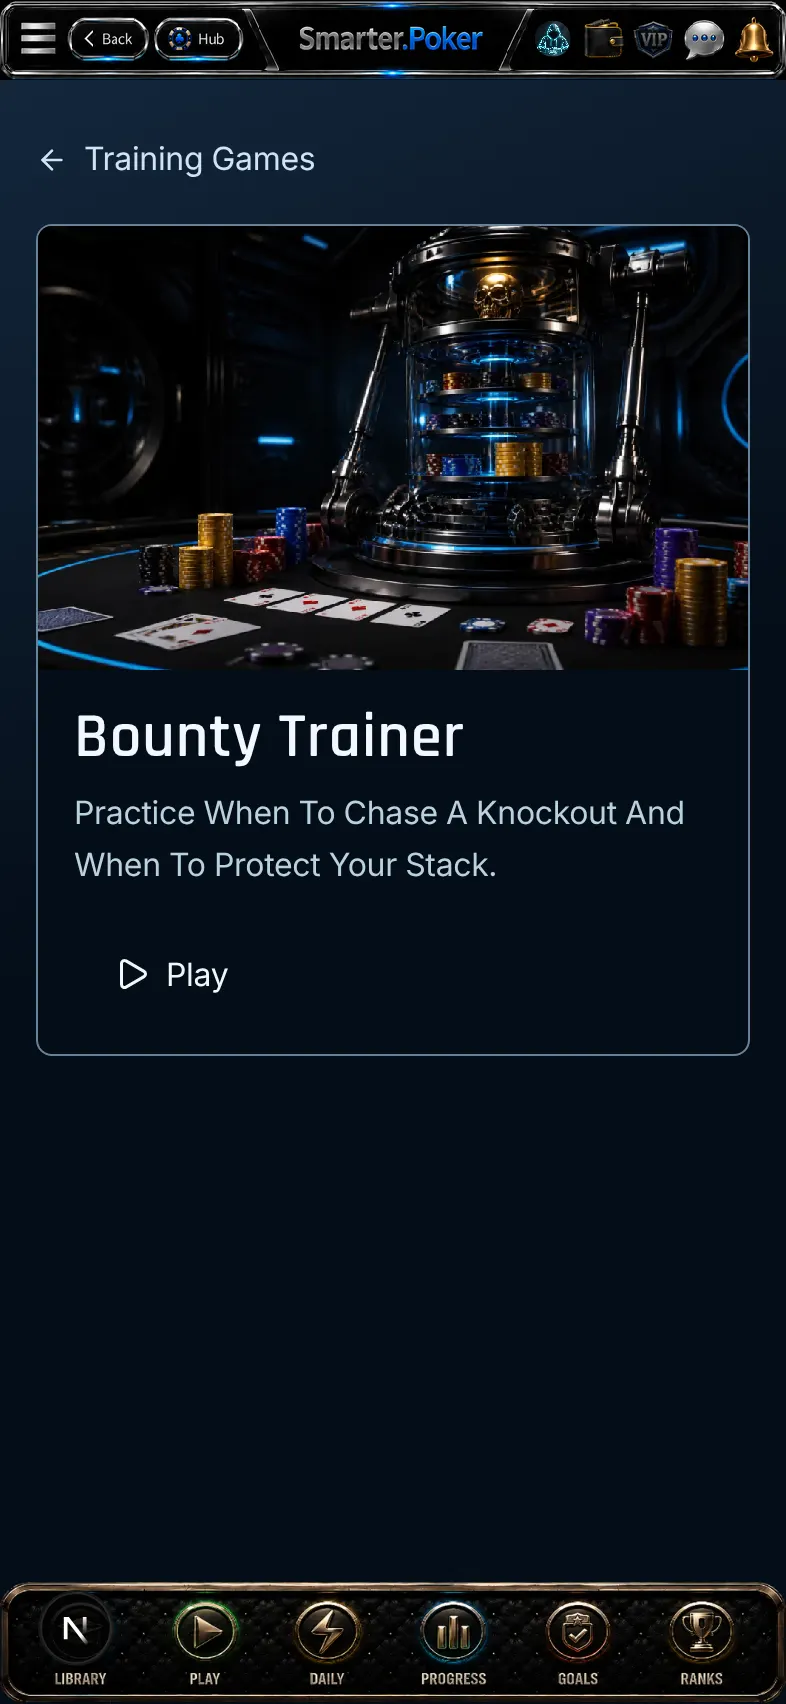 Back
Hub
Smarter.Poker
VIP
Training Games
Bounty Trainer
Practice When To Chase A Knockout And
When To Protect Your Stack.
Play
N
LIBRARY
PLAY
DAILY
PROGRESS
GOALS
RANKS